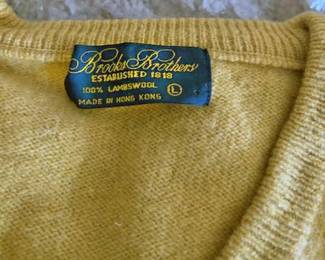 Brooks Brothers
ESTABLISHED 1818
100% LAMBSWOOL
MADE IN HONG KONG
L